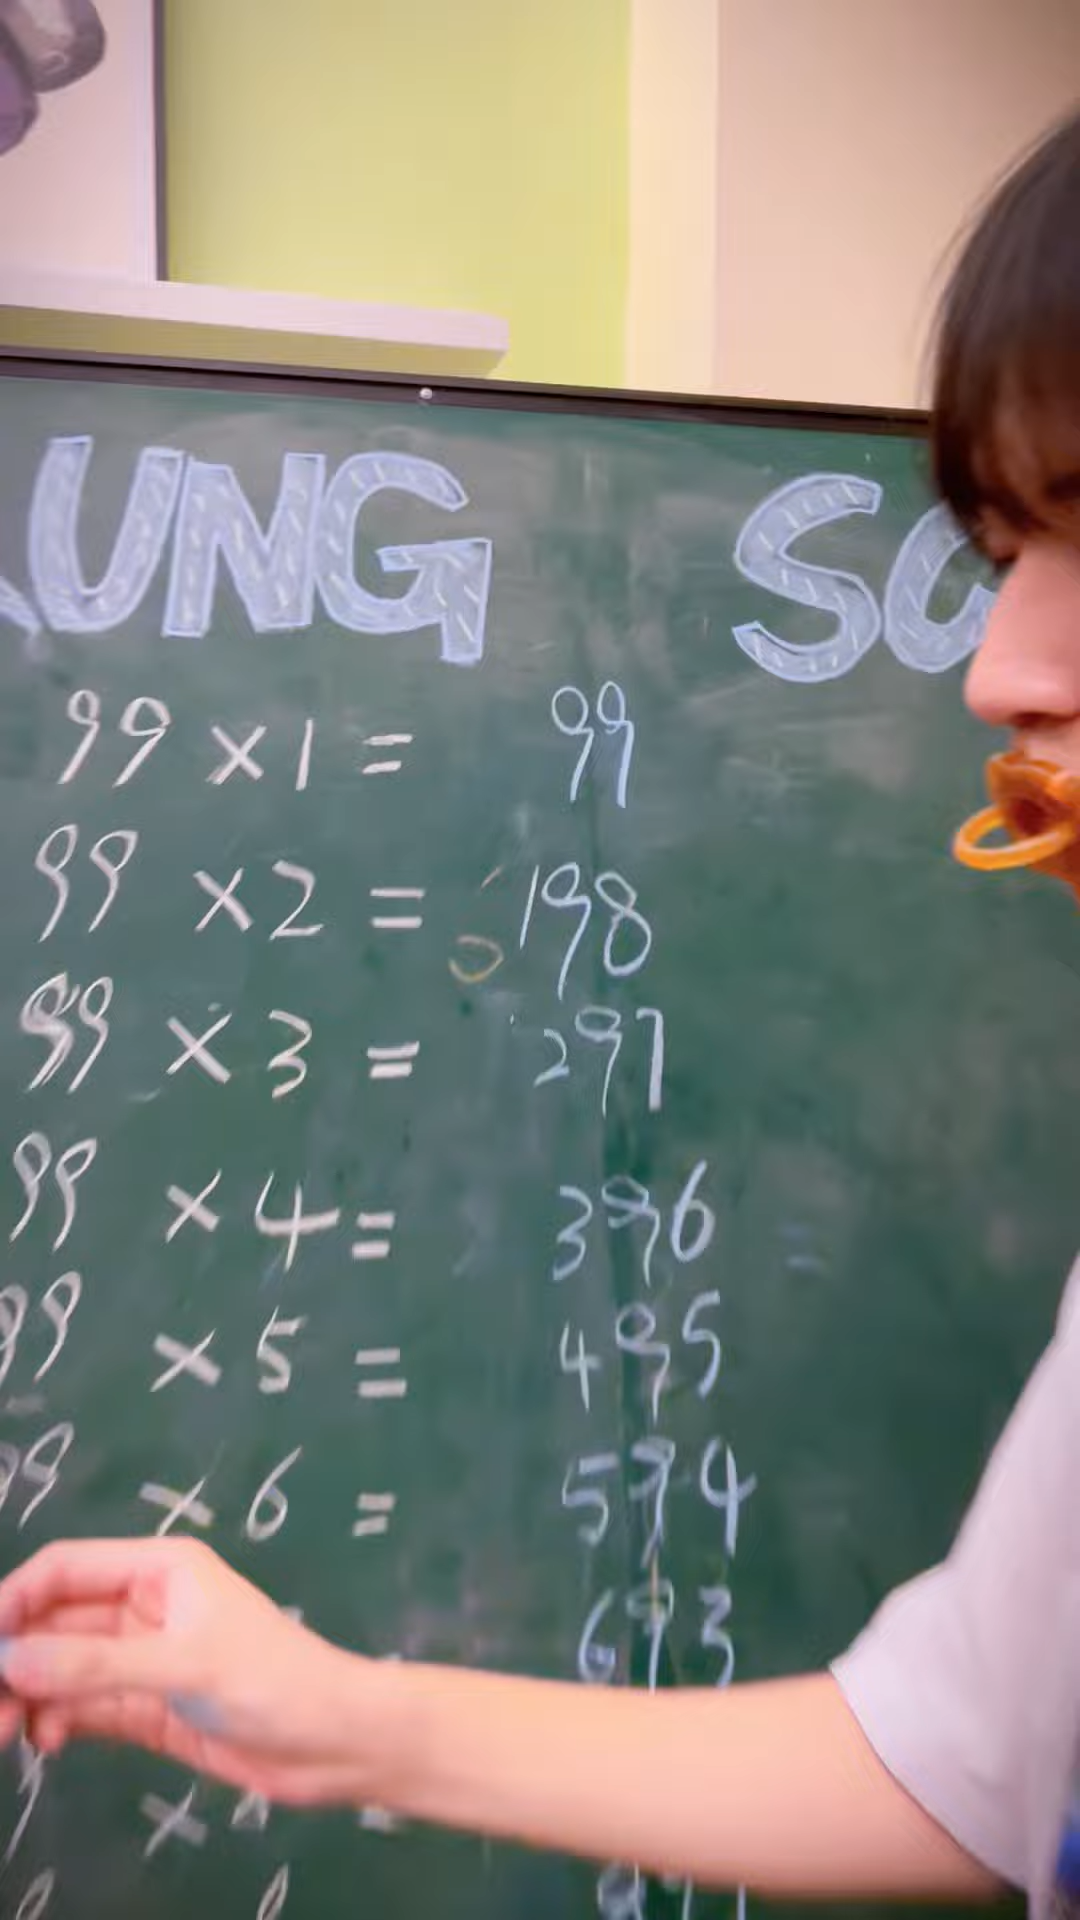 UNG SC
99 ×1 = 99
99 ×2 = 198
99 × 3 = 297
99 × 4 = 396
99 × 5 = 495
99 × 6 = 594
693